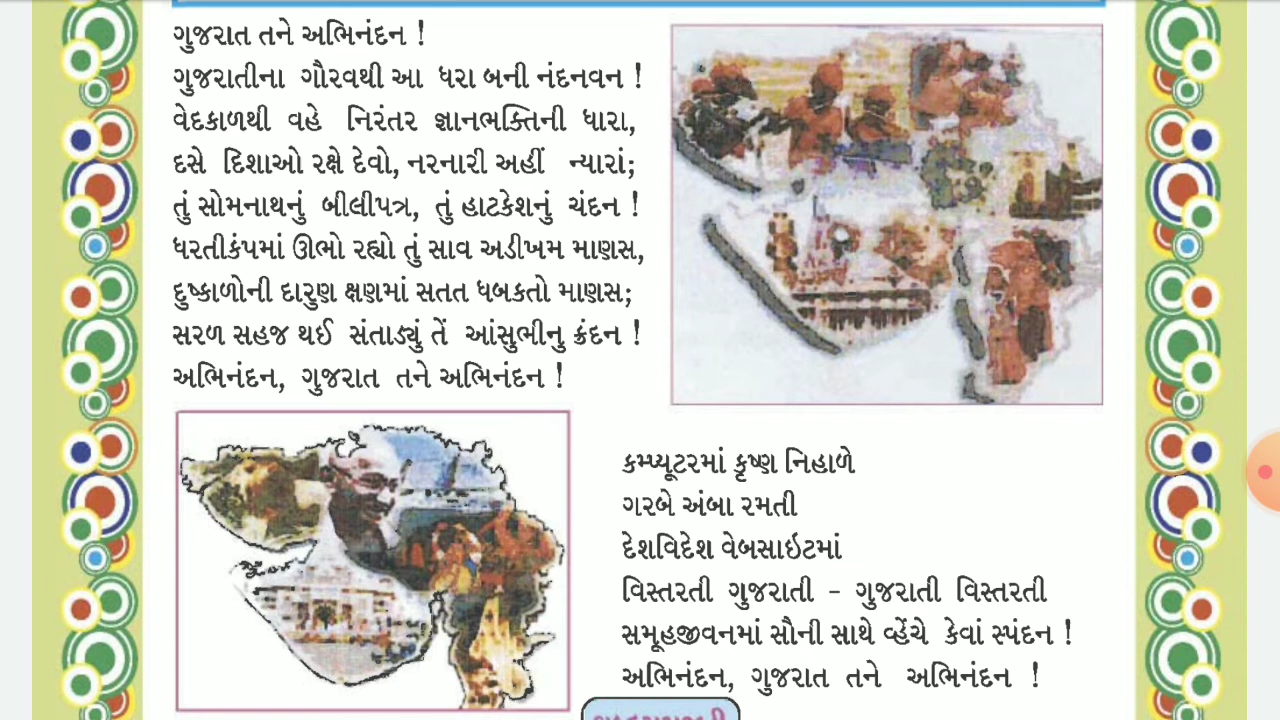 ગુજરાત તને અભિનંદન !
ગુજરાતીના ગૌરવથી આ ધરા બની નંદનવન !
વેદકાળથી વહે નિરંતર જ્ઞાનભક્તિની ધારા,
દસે દિશાઓ રક્ષે દેવો, નરનારી અહીં ન્યારાં;
તું સોમનાથનું બીલીપત્ર, તું હાટકેશનું ચંદન !
ધરતીકંપમાં ઊભો રહ્યો તું સાવ અડીખમ માણસ,
દુષ્કાળોની દારુણ ક્ષણમાં સતત ધબકતો માણસ;
સરળ સહજ થઈ સંતાડ્યું તેં આંસુભીનુ ક્રંદન !
અભિનંદન, ગુજરાત તને અભિનંદન !
કમ્પ્યૂટરમાં કૃષ્ણ નિહાળે
ગરબે અંબા રમતી
દેશવિદેશ વેબસાઇટમાં
વિસ્તરતી ગુજરાતી - ગુજરાતી વિસ્તરતી
સમૂહજીવનમાં સૌની સાથે વ્હેંચે કેવાં સ્પંદન !
અભિનંદન, ગુજરાત તને અભિનંદન !